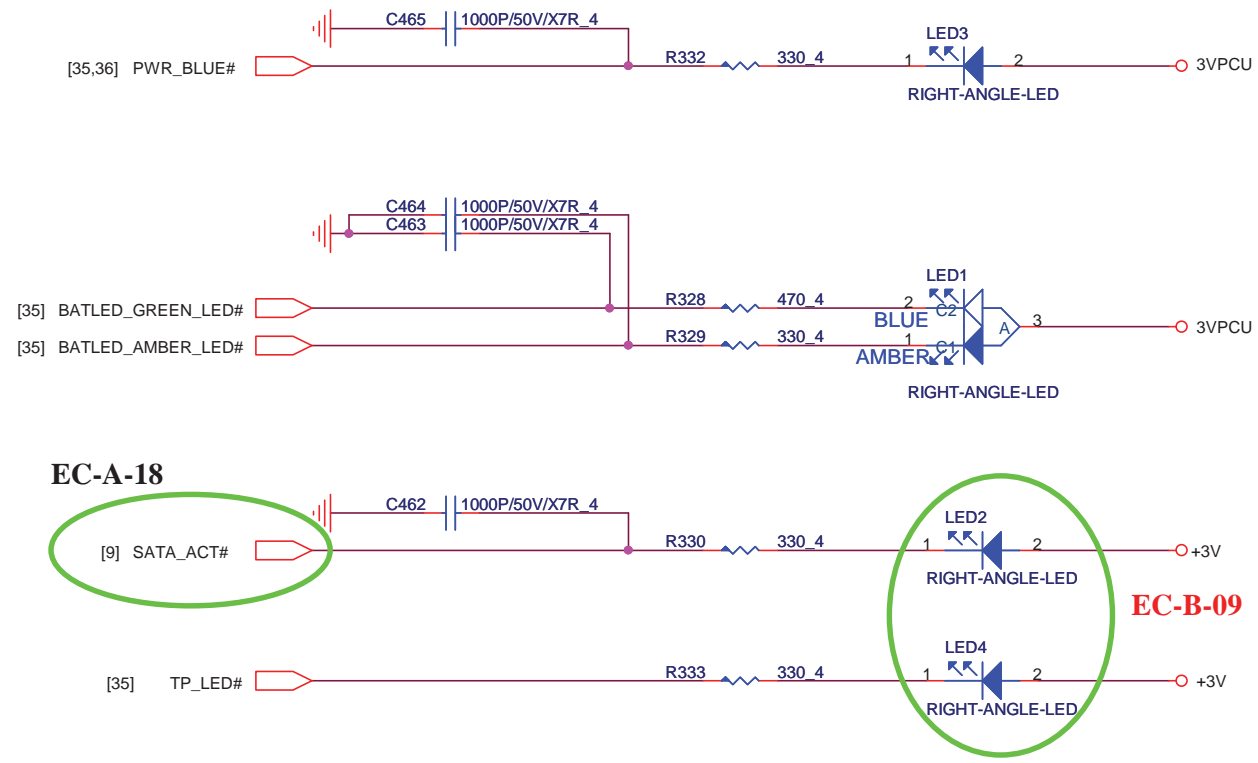 C465 1000P/50V/X7R_4
LED3
[35,36] PWR_BLUE# R332 330_4 1 2 3VPCU
RIGHT-ANGLE-LED
C464 1000P/50V/X7R_4
C463 1000P/50V/X7R_4
LED1
[35] BATLED_GREEN_LED# R328 470_4 2 C2
BLUE A 3 3VPCU
[35] BATLED_AMBER_LED# R329 330_4 1 C1
AMBER
RIGHT-ANGLE-LED
EC-A-18
C462 1000P/50V/X7R_4
LED2
[9] SATA_ACT# R330 330_4 1 2 +3V
RIGHT-ANGLE-LED
EC-B-09
LED4
[35] TP_LED# R333 330_4 1 2 +3V
RIGHT-ANGLE-LED